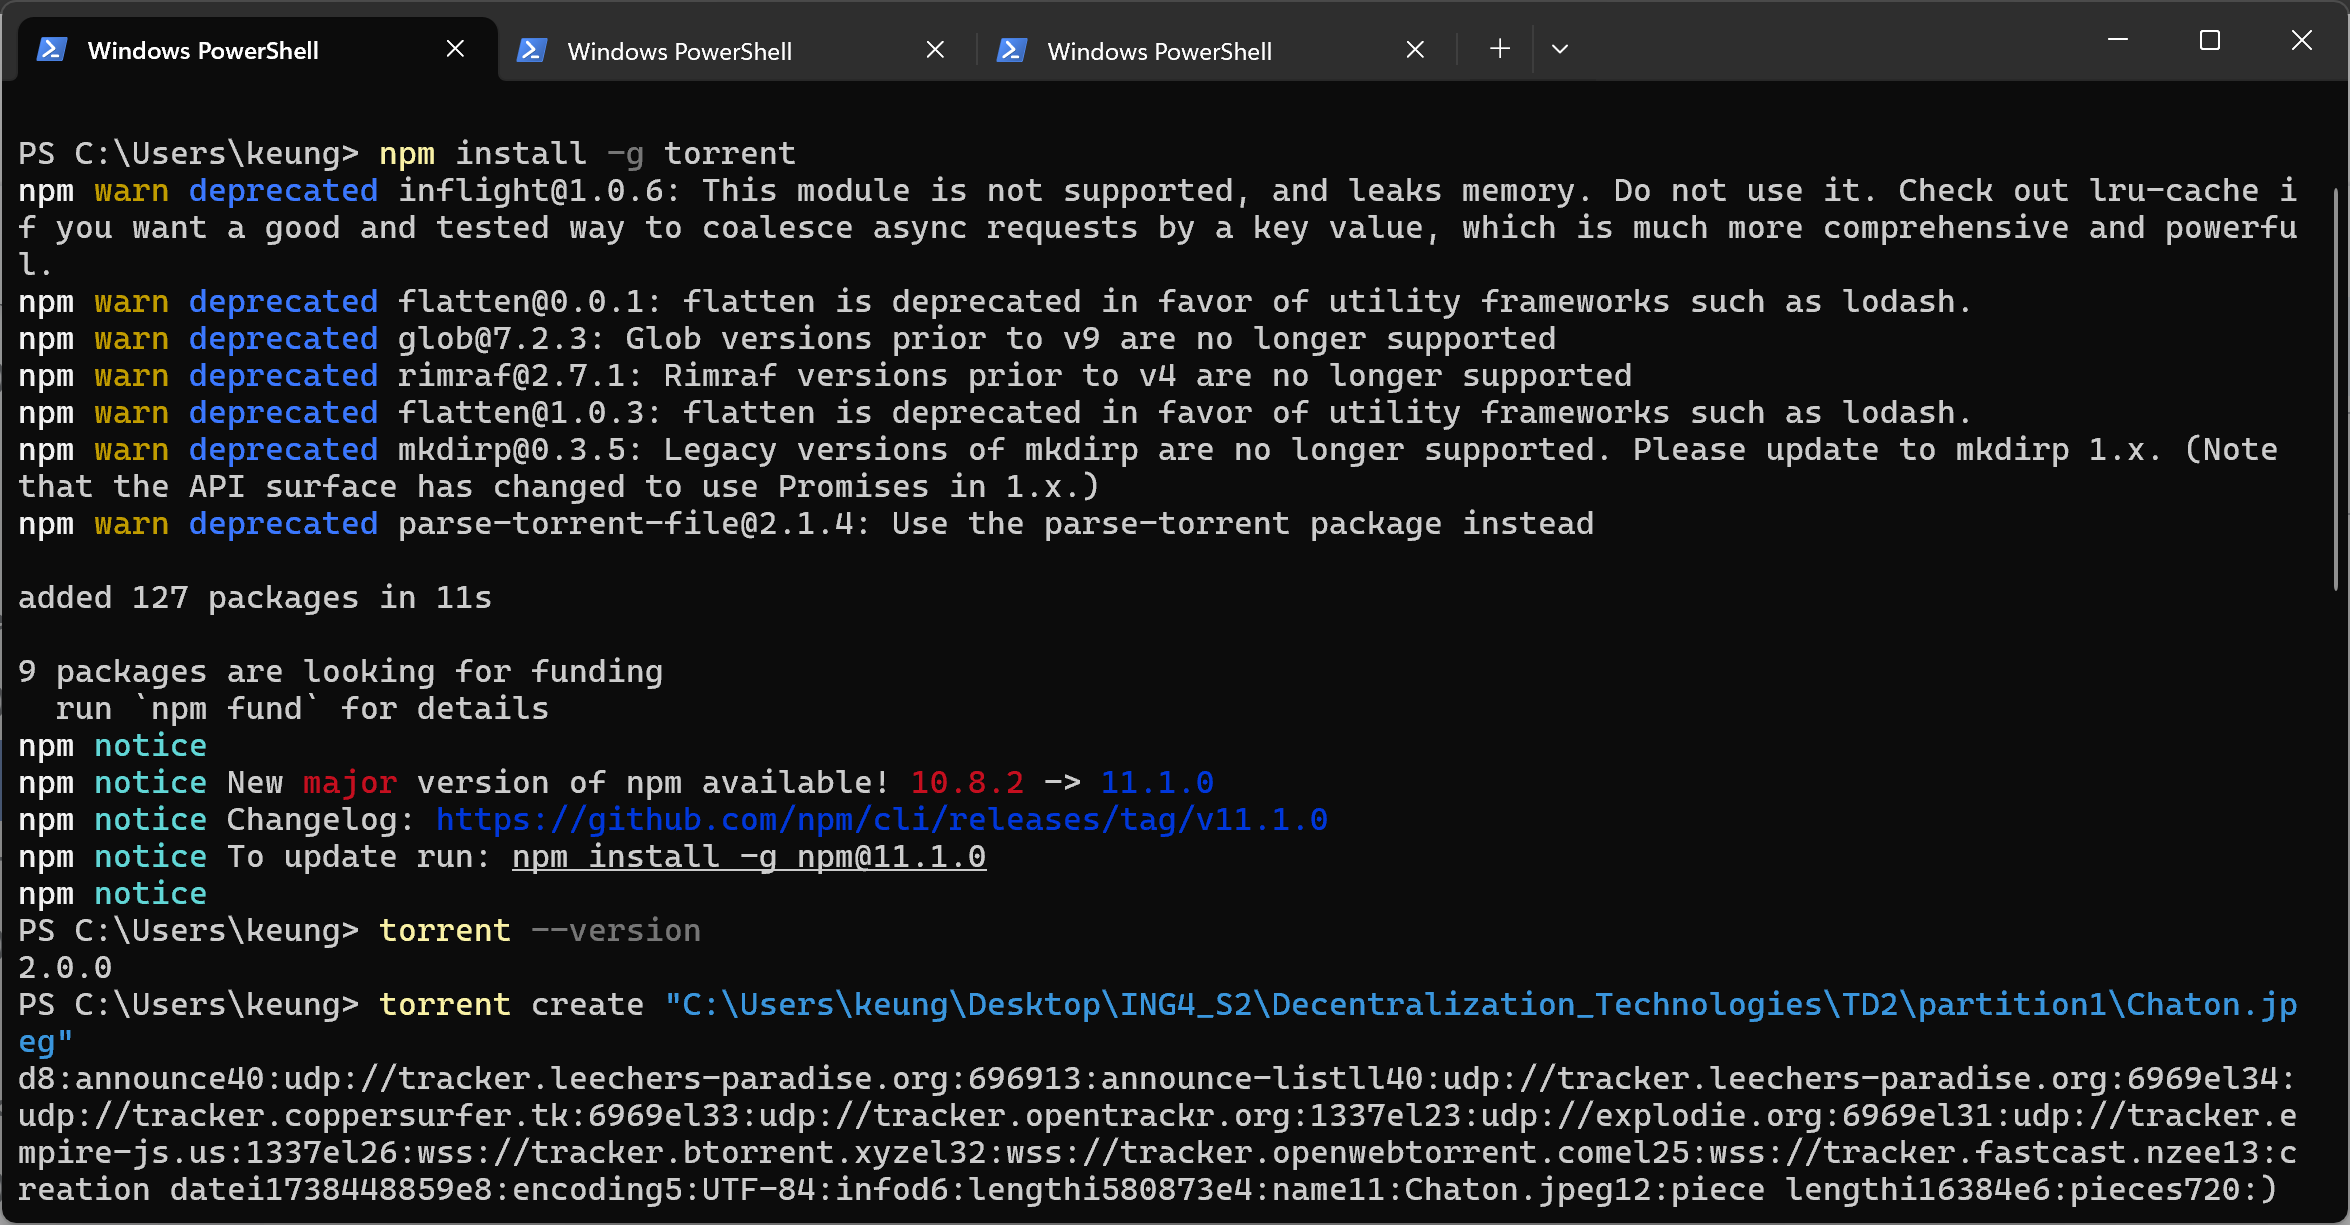 Windows PowerShell
Windows PowerShell
Windows PowerShell
PS C:\Users\keung> npm install -g torrent
npm warn deprecated inflight@1.0.6: This module is not supported, and leaks memory. Do not use it. Check out lru-cache i
f you want a good and tested way to coalesce async requests by a key value, which is much more comprehensive and powerfu
l.
npm warn deprecated flatten@0.0.1: flatten is deprecated in favor of utility frameworks such as lodash.
npm warn deprecated glob@7.2.3: Glob versions prior to v9 are no longer supported
npm warn deprecated rimraf@2.7.1: Rimraf versions prior to v4 are no longer supported
npm warn deprecated flatten@1.0.3: flatten is deprecated in favor of utility frameworks such as lodash.
npm warn deprecated mkdirp@0.3.5: Legacy versions of mkdirp are no longer supported. Please update to mkdirp 1.x. (Note
that the API surface has changed to use Promises in 1.x.)
npm warn deprecated parse-torrent-file@2.1.4: Use the parse-torrent package instead
added 127 packages in 11s
9 packages are looking for funding
  run `npm fund` for details
npm notice
npm notice New major version of npm available! 10.8.2 -> 11.1.0
npm notice Changelog: https://github.com/npm/cli/releases/tag/v11.1.0
npm notice To update run: npm install -g npm@11.1.0
npm notice
PS C:\Users\keung> torrent --version
2.0.0
PS C:\Users\keung> torrent create "C:\Users\keung\Desktop\ING4_S2\Decentralization_Technologies\TD2\partition1\Chaton.jp
eg"
d8:announce40:udp://tracker.leechers-paradise.org:696913:announce-listll40:udp://tracker.leechers-paradise.org:6969el34:
udp://tracker.coppersurfer.tk:6969el33:udp://tracker.opentrackr.org:1337el23:udp://explodie.org:6969el31:udp://tracker.e
mpire-js.us:1337el26:wss://tracker.btorrent.xyzel32:wss://tracker.openwebtorrent.comel25:wss://tracker.fastcast.nzee13:c
reation datei1738448859e8:encoding5:UTF-84:infod6:lengthi580873e4:name11:Chaton.jpeg12:piece lengthi16384e6:pieces720:)